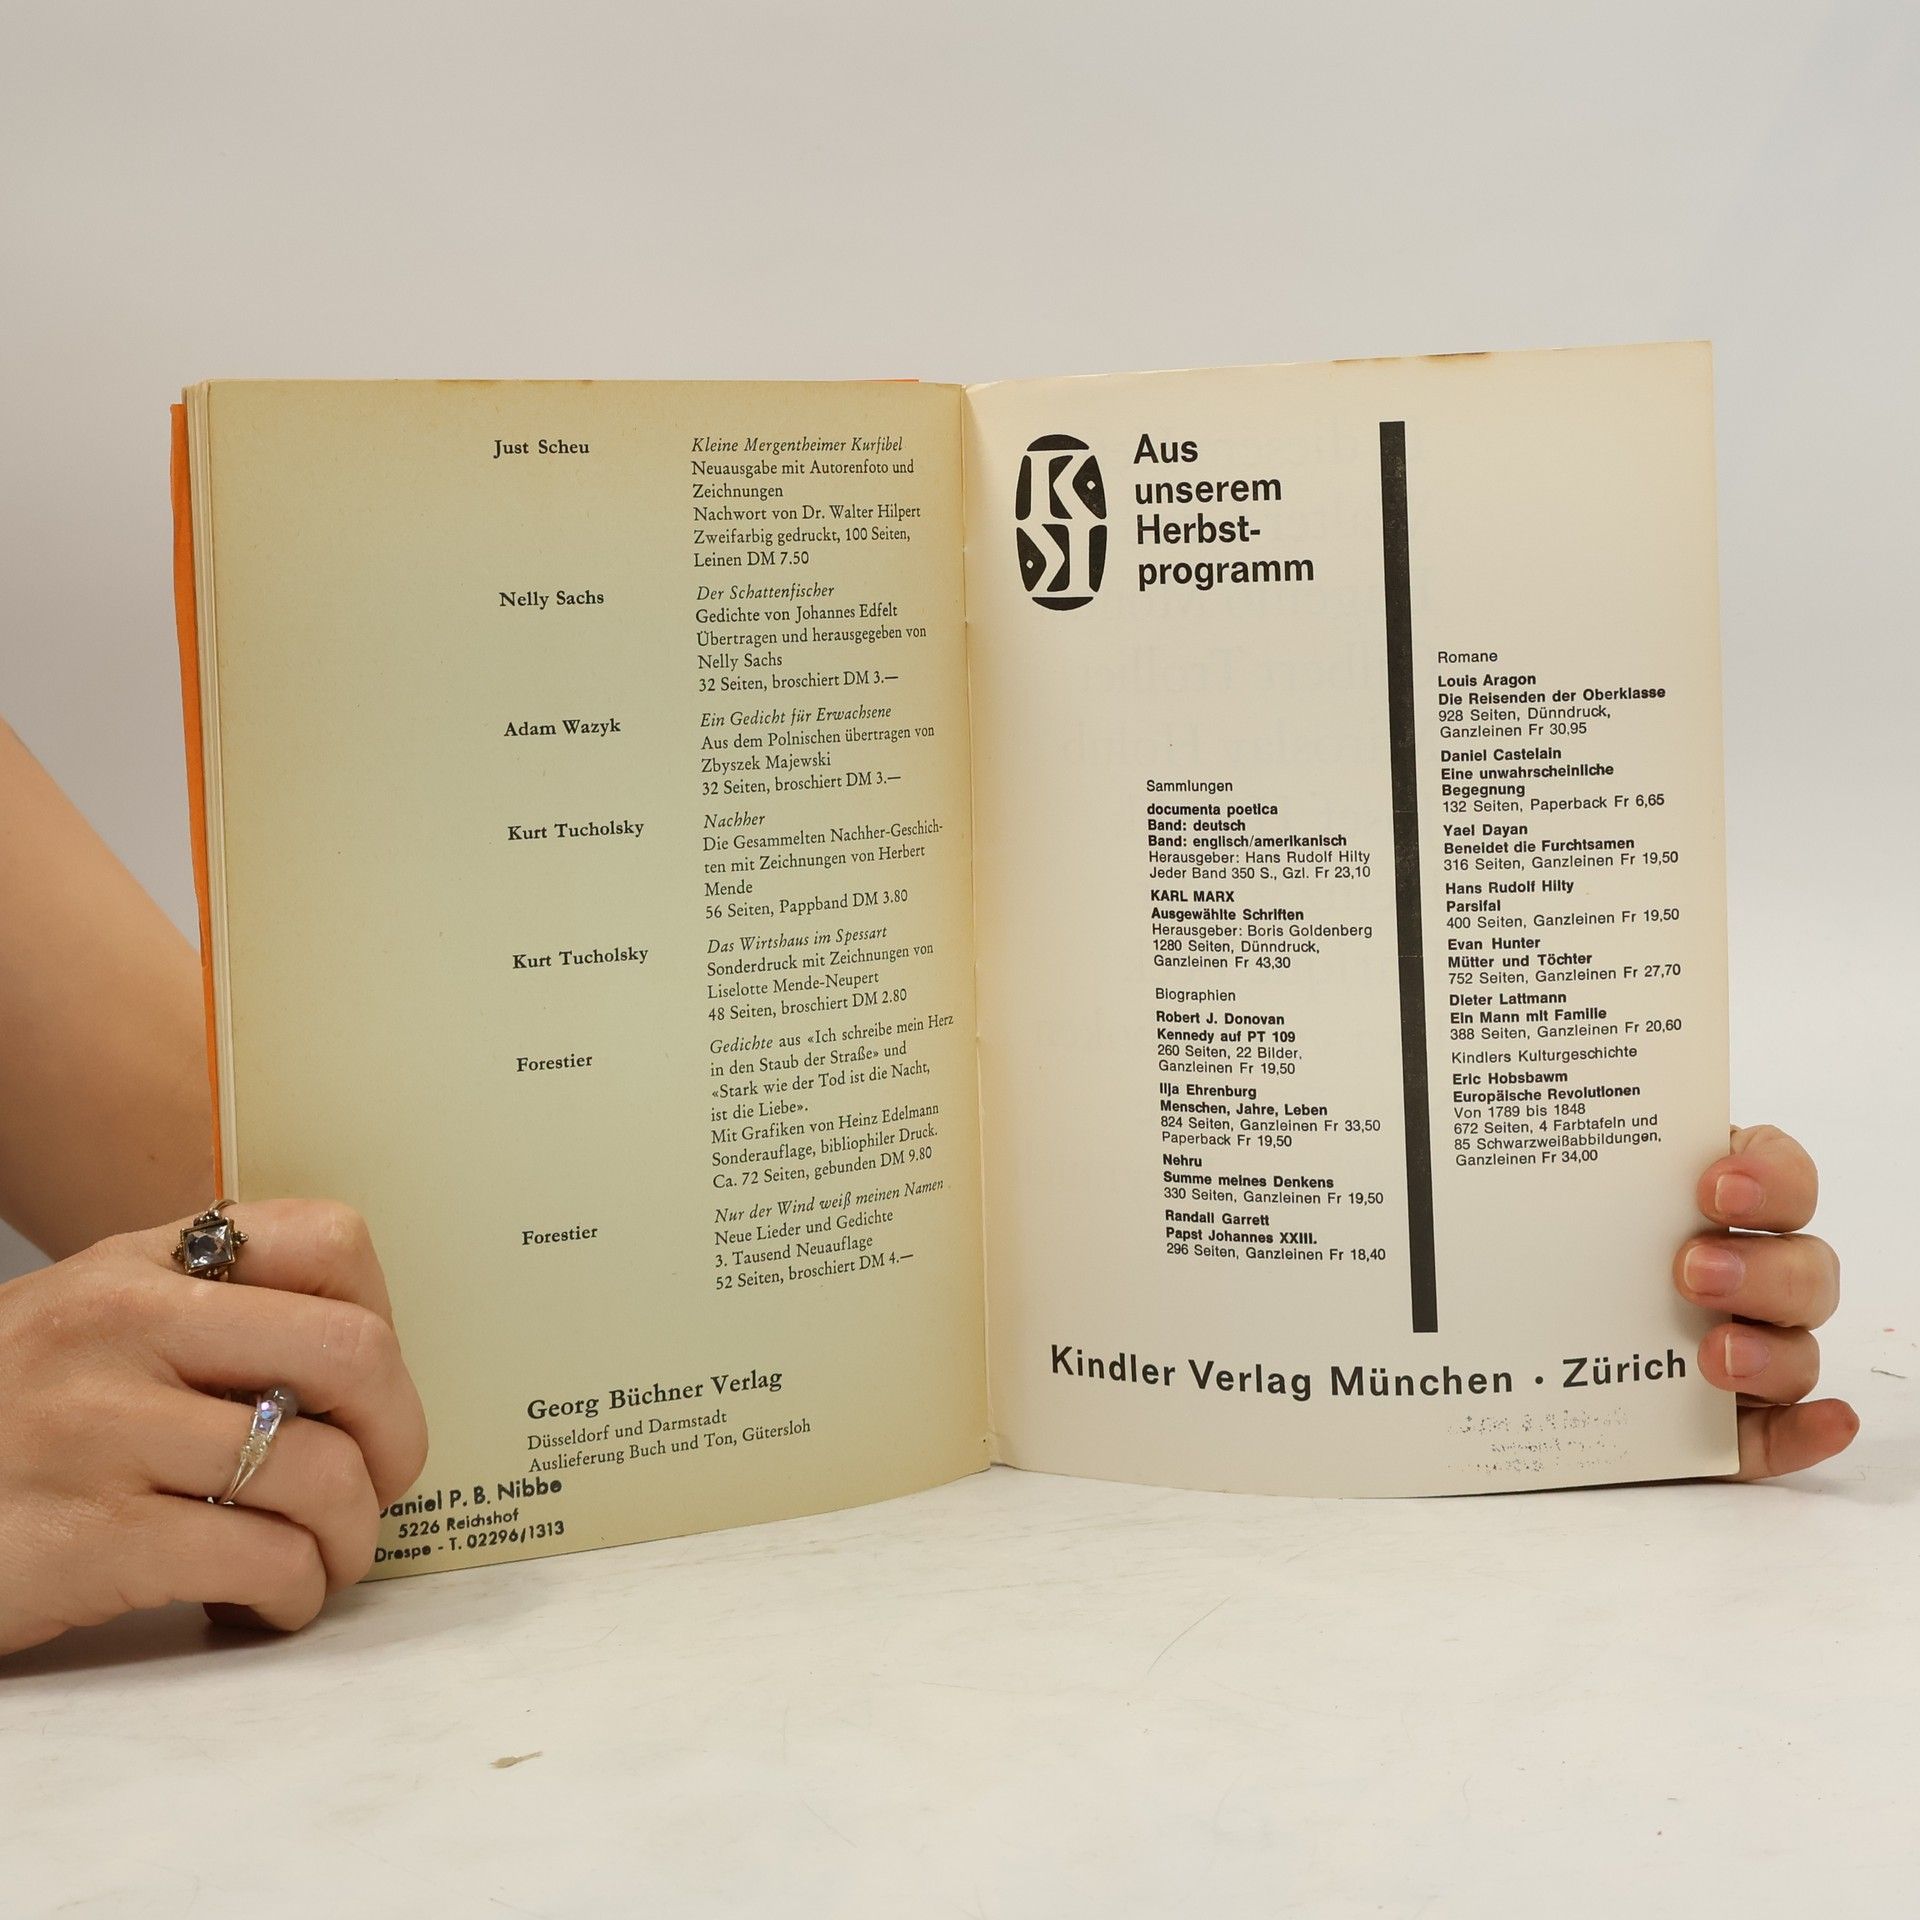 Just Scheu
Kleine Mergentheimer Kurfibel
Neuausgabe mit Autorenfoto und
Zeichnungen
Nachwort von Dr. Walter Hilpert
Zweifarbig gedruckt, 100 Seiten,
Leinen DM 7.50
Nelly Sachs
Der Schattenfischer
Gedichte von Johannes Edfelt
Übertragen und herausgegeben von
Nelly Sachs
32 Seiten, broschiert DM 3.—
Adam Wazyk
Ein Gedicht für Erwachsene
Aus dem Polnischen übertragen von
Zbyszek Majewski
32 Seiten, broschiert DM 3.—
Kurt Tucholsky
Nachher
Die Gesammelten Nachher-Geschich-
ten mit Zeichnungen von Herbert
Mende
56 Seiten, Pappband DM 3.80
Kurt Tucholsky
Das Wirtshaus im Spessart
Sonderdruck mit Zeichnungen von
Liselotte Mende-Neupert
48 Seiten, broschiert DM 2.80
Forestier
Gedichte aus «Ich schreibe mein Herz
in den Staub der Straße» und
«Stark wie der Tod ist die Nacht,
ist die Liebe».
Mit Grafiken von Heinz Edelmann
Sonderauflage, bibliophiler Druck.
Ca. 72 Seiten, gebunden DM 9.80
Forestier
Nur der Wind weiß meinen Namen
Neue Lieder und Gedichte
3. Tausend Neuauflage
52 Seiten, broschiert DM 4.—
Georg Büchner Verlag
Düsseldorf und Darmstadt
Auslieferung Buch und Ton, Gütersloh
Daniel P. B. Nibbe
5226 Reichshof
Drespe - T. 02296/1313
Aus
unserem
Herbst-
programm
Sammlungen
documenta poetica
Band: deutsch
Band: englisch/amerikanisch
Herausgeber: Hans Rudolf Hilty
Jeder Band 350 S., Gzl. Fr 23,10
KARL MARX
Ausgewählte Schriften
Herausgeber: Boris Goldenberg
1280 Seiten, Dünndruck,
Ganzleinen Fr 43,30
Biographien
Robert J. Donovan
Kennedy auf PT 109
260 Seiten, 22 Bilder,
Ganzleinen Fr 19,50
Ilja Ehrenburg
Menschen, Jahre, Leben
824 Seiten, Ganzleinen Fr 33,50
Paperback Fr 19,50
Nehru
Summe meines Denkens
330 Seiten, Ganzleinen Fr 19,50
Randall Garrett
Papst Johannes XXIII.
296 Seiten, Ganzleinen Fr 18,40
Romane
Louis Aragon
Die Reisenden der Oberklasse
928 Seiten, Dünndruck,
Ganzleinen Fr 30,95
Daniel Castelain
Eine unwahrscheinliche
Begegnung
132 Seiten, Paperback Fr 6,65
Yael Dayan
Beneidet die Furchtsamen
316 Seiten, Ganzleinen Fr 19,50
Hans Rudolf Hilty
Parsifal
400 Seiten, Ganzleinen Fr 19,50
Evan Hunter
Mütter und Töchter
752 Seiten, Ganzleinen Fr 27,70
Dieter Lattmann
Ein Mann mit Familie
388 Seiten, Ganzleinen Fr 20,60
Kindlers Kulturgeschichte
Eric Hobsbawm
Europäische Revolutionen
Von 1789 bis 1848
672 Seiten, 4 Farbtafeln und
85 Schwarzweißabbildungen,
Ganzleinen Fr 34,00
Kindler Verlag München · Zürich